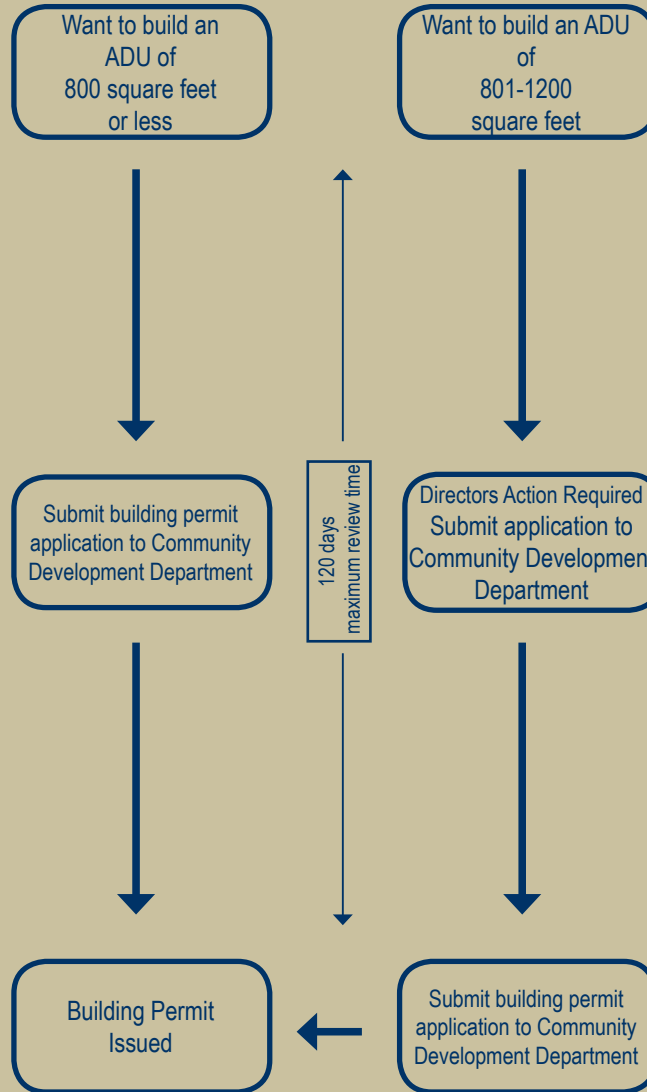 Want to build an
ADU of
800 square feet
or less
Want to build an ADU
of
801-1200
square feet
Submit building permit
application to Community
Development Department
120 days
maximum review time
Directors Action Required
Submit application to
Community Developmen
Department
Building Permit
Issued
Submit building permit
application to Community
Development Department